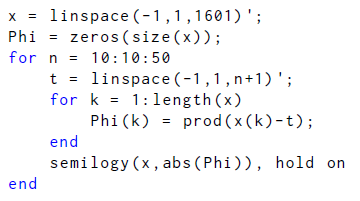 x = linspace(-1,1,1601)';
Phi = zeros(size(x));
for n = 10:10:50
    t = linspace(-1,1,n+1)';
    for k = 1:length(x)
        Phi(k) = prod(x(k)-t);
    end
    semilogy(x,abs(Phi)), hold on
end